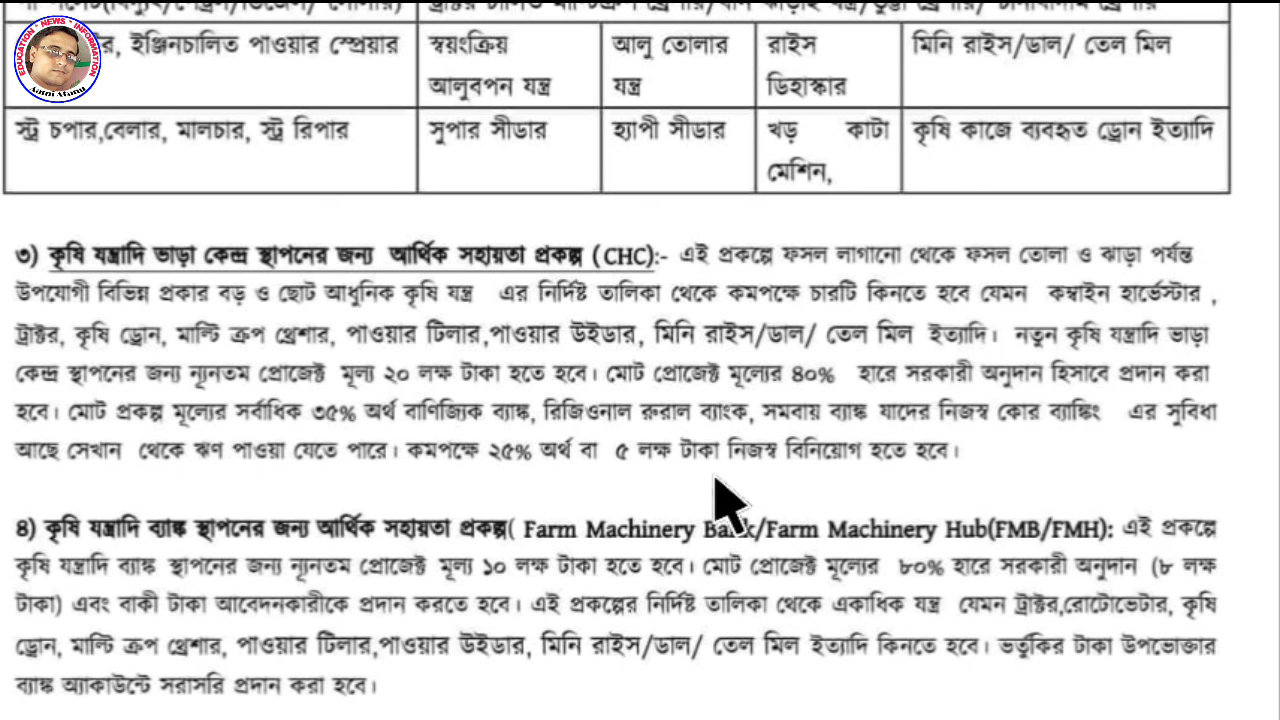 EDUCATION * NEWS * INFORMATION
ইঞ্জিনচালিত পাওয়ার স্প্রেয়ার
স্বয়ংক্রিয় আলুবপন যন্ত্র
আলু তোলার যন্ত্র
রাইস ডিহাস্কার
মিনি রাইস/ডাল/ তেল মিল
স্ট্র চপার,বেলার, মালচার, স্ট্র রিপার
সুপার সীডার
হ্যাপী সীডার
খড় কাটা মেশিন,
কৃষি কাজে ব্যবহৃত ড্রোন ইত্যাদি
৩) কৃষি যন্ত্রাদি ভাড়া কেন্দ্র স্থাপনের জন্য আর্থিক সহায়তা প্রকল্প (CHC):- এই প্রকল্পে ফসল লাগানো থেকে ফসল তোলা ও ঝাড়া পর্যন্ত
উপযোগী বিভিন্ন প্রকার বড় ও ছোট আধুনিক কৃষি যন্ত্র এর নির্দিষ্ট তালিকা থেকে কমপক্ষে চারটি কিনতে হবে যেমন কম্বাইন হার্ভেস্টার ,
ট্রাক্টর, কৃষি ড্রোন, মাল্টি ক্রপ থ্রেশার, পাওয়ার টিলার,পাওয়ার উইডার, মিনি রাইস/ডাল/ তেল মিল ইত্যাদি। নতুন কৃষি যন্ত্রাদি ভাড়া
কেন্দ্র স্থাপনের জন্য ন্যূনতম প্রোজেক্ট মূল্য ২০ লক্ষ টাকা হতে হবে। মোট প্রোজেক্ট মূল্যের ৪০% হারে সরকারী অনুদান হিসাবে প্রদান করা
হবে। মোট প্রকল্প মূল্যের সর্বাধিক ৩৫% অর্থ বাণিজ্যিক ব্যাঙ্ক, রিজিওনাল রুরাল ব্যাংক, সমবায় ব্যাঙ্ক যাদের নিজস্ব কোর ব্যাঙ্কিং এর সুবিধা
আছে সেখান থেকে ঋণ পাওয়া যেতে পারে। কমপক্ষে ২৫% অর্থ বা ৫ লক্ষ টাকা নিজস্ব বিনিয়োগ হতে হবে।
৪) কৃষি যন্ত্রাদি ব্যাঙ্ক স্থাপনের জন্য আর্থিক সহায়তা প্রকল্প( Farm Machinery Bank/Farm Machinery Hub(FMB/FMH): এই প্রকল্পে
কৃষি যন্ত্রাদি ব্যাঙ্ক স্থাপনের জন্য ন্যূনতম প্রোজেক্ট মূল্য ১০ লক্ষ টাকা হতে হবে। মোট প্রোজেক্ট মূল্যের ৮০% হারে সরকারী অনুদান (৮ লক্ষ
টাকা) এবং বাকী টাকা আবেদনকারীকে প্রদান করতে হবে। এই প্রকল্পের নির্দিষ্ট তালিকা থেকে একাধিক যন্ত্র যেমন ট্রাক্টর,রোটোভেটার, কৃষি
ড্রোন, মাল্টি ক্রপ থ্রেশার, পাওয়ার টিলার,পাওয়ার উইডার, মিনি রাইস/ডাল/ তেল মিল ইত্যাদি কিনতে হবে। ভর্তুকির টাকা উপভোক্তার
ব্যাঙ্ক অ্যাকাউন্টে সরাসরি প্রদান করা হবে।